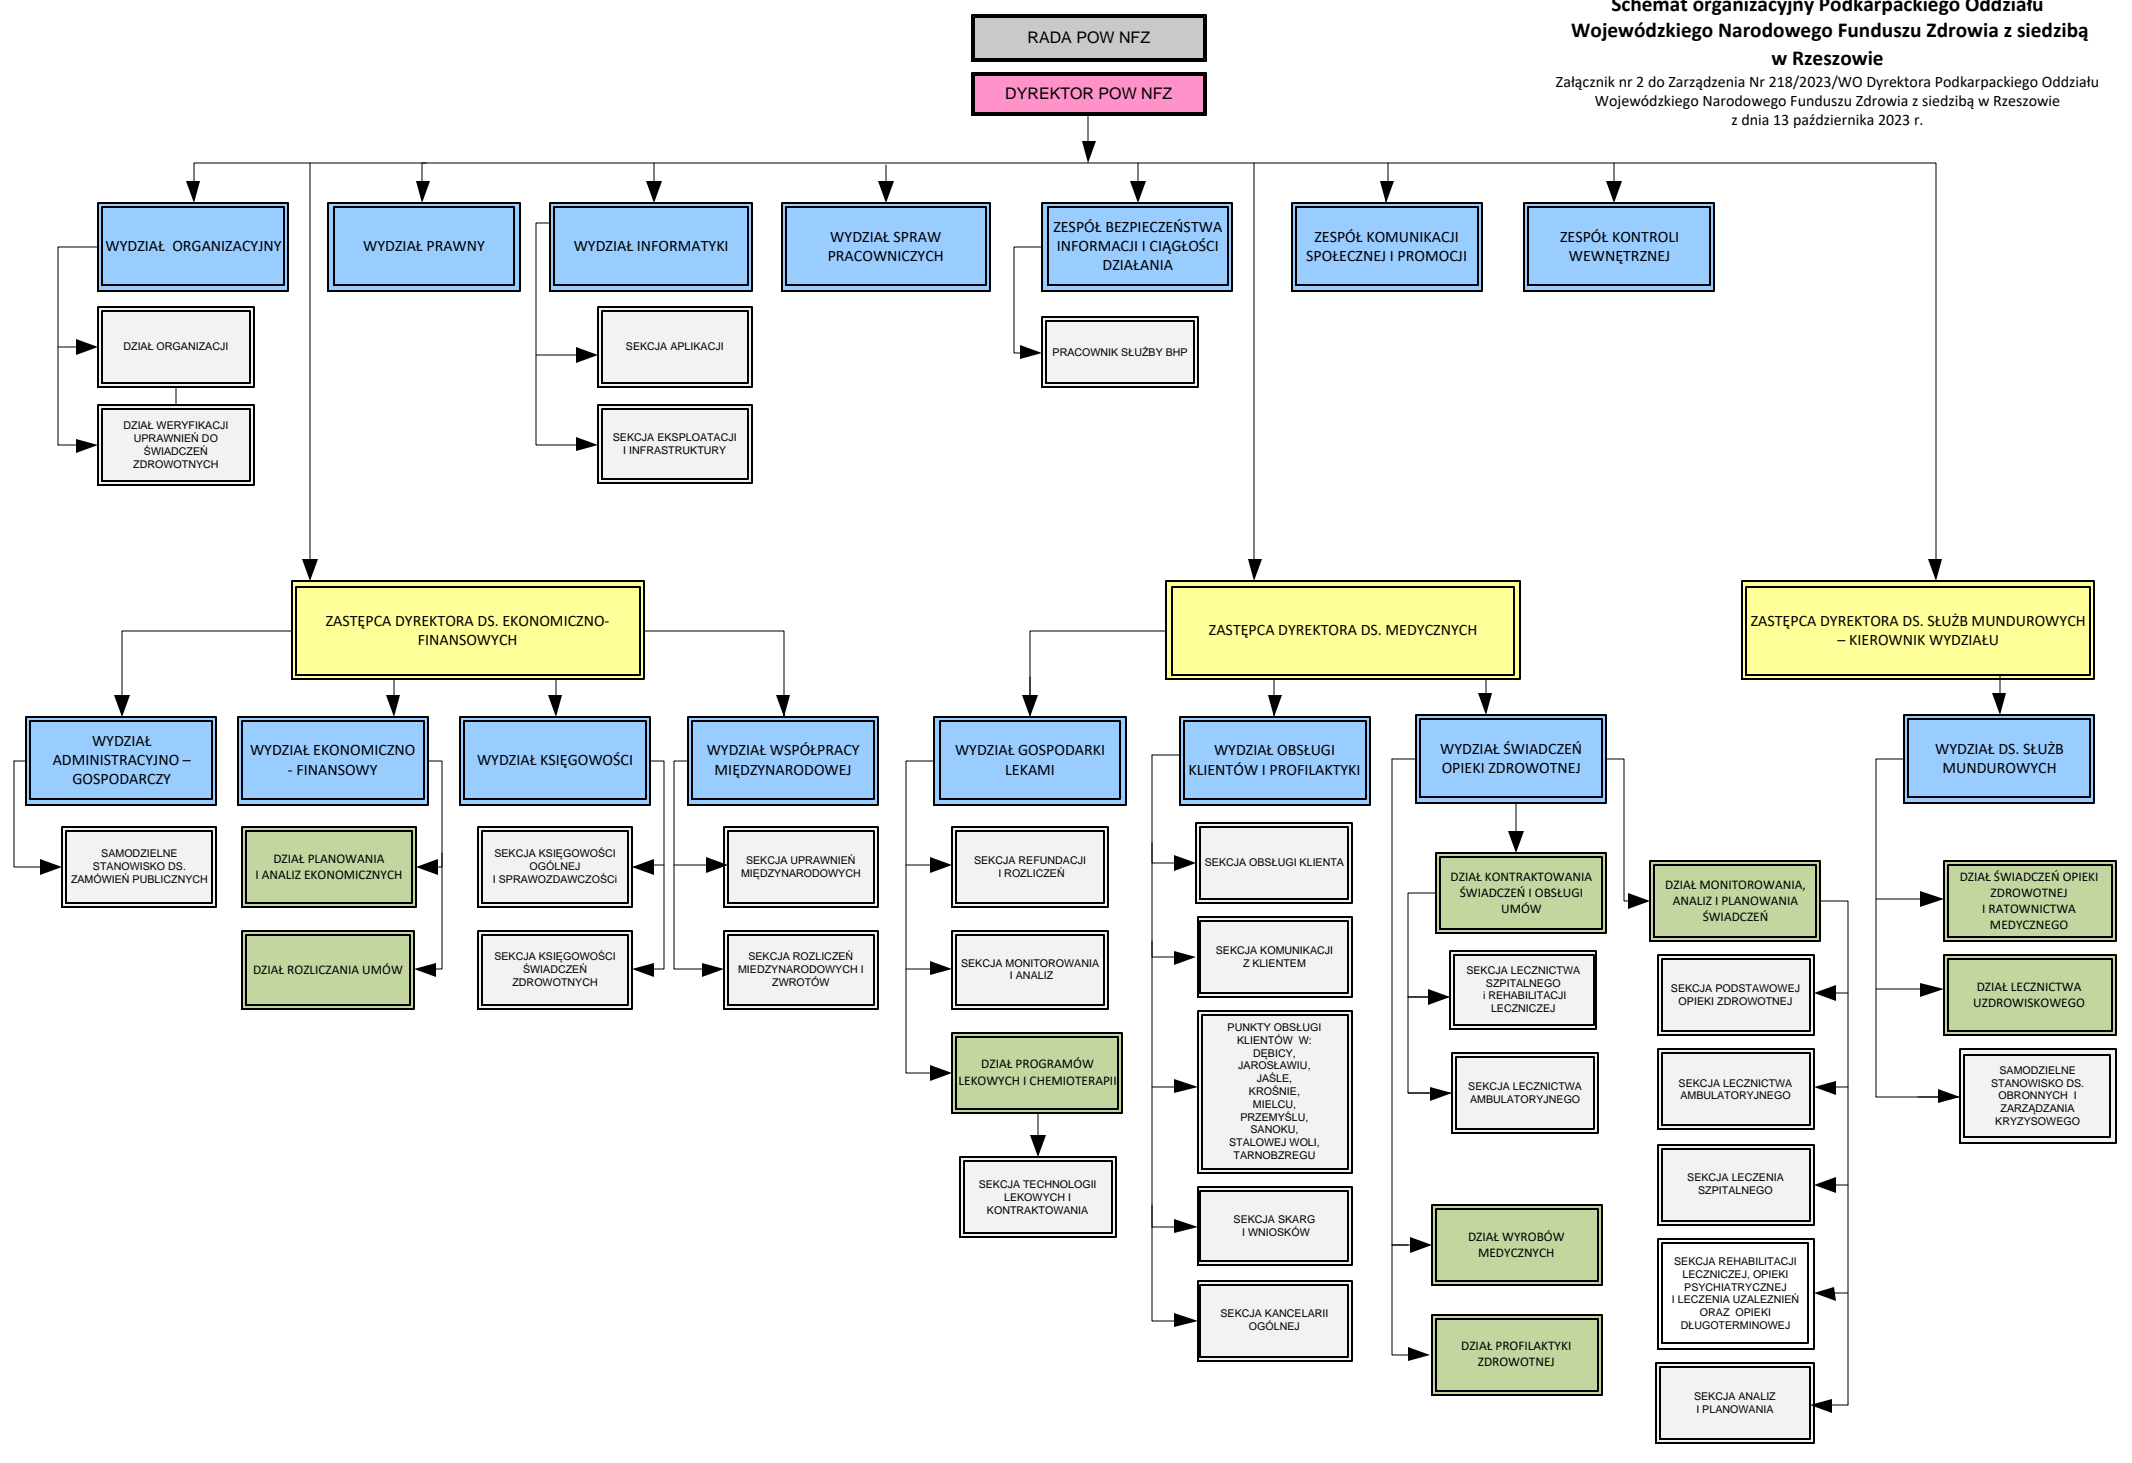 Schemat organizacyjny Podkarpackiego Oddziału
Wojewódzkiego Narodowego Funduszu Zdrowia z siedzibą
w Rzeszowie
Załącznik nr 2 do Zarządzenia Nr 218/2023/WO Dyrektora Podkarpackiego Oddziału
Wojewódzkiego Narodowego Funduszu Zdrowia z siedzibą w Rzeszowie
z dnia 13 października 2023 r.
RADA POW NFZ
DYREKTOR POW NFZ
WYDZIAŁ ORGANIZACYJNY
WYDZIAŁ PRAWNY
WYDZIAŁ INFORMATYKI
WYDZIAŁ SPRAW
PRACOWNICZYCH
ZESPÓŁ BEZPIECZEŃSTWA
INFORMACJI I CIĄGŁOŚCI
DZIAŁANIA
ZESPÓŁ KOMUNIKACJI
SPOŁECZNEJ I PROMOCJI
ZESPÓŁ KONTROLI
WEWNĘTRZNEJ
DZIAŁ ORGANIZACJI
DZIAŁ WERYFIKACJI
UPRAWNIEŃ DO
ŚWIADCZEŃ
ZDROWOTNYCH
SEKCJA APLIKACJI
SEKCJA EKSPLOATACJI
I INFRASTRUKTURY
PRACOWNIK SŁUŻBY BHP
ZASTĘPCA DYREKTORA DS. EKONOMICZNO-
FINANSOWYCH
ZASTĘPCA DYREKTORA DS. MEDYCZNYCH
ZASTĘPCA DYREKTORA DS. SŁUŻB MUNDUROWYCH
– KIEROWNIK WYDZIAŁU
WYDZIAŁ
ADMINISTRACYJNO –
GOSPODARCZY
SAMODZIELNE
STANOWISKO DS.
ZAMÓWIEŃ PUBLICZNYCH
WYDZIAŁ EKONOMICZNO
- FINANSOWY
DZIAŁ PLANOWANIA
I ANALIZ EKONOMICZNYCH
DZIAŁ ROZLICZANIA UMÓW
WYDZIAŁ KSIĘGOWOŚCI
SEKCJA KSIĘGOWOŚCI
OGÓLNEJ
I SPRAWOZDAWCZOŚCi
SEKCJA KSIĘGOWOŚCI
ŚWIADCZEŃ
ZDROWOTNYCH
WYDZIAŁ WSPÓŁPRACY
MIĘDZYNARODOWEJ
SEKCJA UPRAWNIEŃ
MIĘDZYNARODOWYCH
SEKCJA ROZLICZEŃ
MIEDZYNARODOWYCH I
ZWROTÓW
WYDZIAŁ GOSPODARKI
LEKAMI
SEKCJA REFUNDACJI
I ROZLICZEŃ
SEKCJA MONITOROWANIA
I ANALIZ
DZIAŁ PROGRAMÓW
LEKOWYCH I CHEMIOTERAPII
SEKCJA TECHNOLOGII
LEKOWYCH I
KONTRAKTOWANIA
WYDZIAŁ OBSŁUGI
KLIENTÓW I PROFILAKTYKI
SEKCJA OBSŁUGI KLIENTA
SEKCJA KOMUNIKACJI
Z KLIENTEM
PUNKTY OBSŁUGI
KLIENTÓW W:
DĘBICY,
JAROSŁAWIU,
JAŚLE,
KROŚNIE,
MIELCU,
PRZEMYŚLU,
SANOKU,
STALOWEJ WOLI,
TARNOBZREGU
SEKCJA SKARG
I WNIOSKÓW
SEKCJA KANCELARII
OGÓLNEJ
WYDZIAŁ ŚWIADCZEŃ
OPIEKI ZDROWOTNEJ
DZIAŁ KONTRAKTOWANIA
ŚWIADCZEŃ I OBSŁUGI
UMÓW
SEKCJA LECZNICTWA
SZPITALNEGO
i REHABILITACJI
LECZNICZEJ
SEKCJA LECZNICTWA
AMBULATORYJNEGO
DZIAŁ WYROBÓW
MEDYCZNYCH
DZIAŁ PROFILAKTYKI
ZDROWOTNEJ
DZIAŁ MONITOROWANIA,
ANALIZ I PLANOWANIA
ŚWIADCZEŃ
SEKCJA PODSTAWOWEJ
OPIEKI ZDROWOTNEJ
SEKCJA LECZNICTWA
AMBULATORYJNEGO
SEKCJA LECZENIA
SZPITALNEGO
SEKCJA REHABILITACJI
LECZNICZEJ, OPIEKI
PSYCHIATRYCZNEJ
I LECZENIA UZALEZNIEŃ
ORAZ OPIEKI
DŁUGOTERMINOWEJ
SEKCJA ANALIZ
I PLANOWANIA
WYDZIAŁ DS. SŁUŻB
MUNDUROWYCH
DZIAŁ ŚWIADCZEŃ OPIEKI
ZDROWOTNEJ
I RATOWNICTWA
MEDYCZNEGO
DZIAŁ LECZNICTWA
UZDROWISKOWEGO
SAMODZIELNE
STANOWISKO DS.
OBRONNYCH I
ZARZĄDZANIA
KRYZYSOWEGO